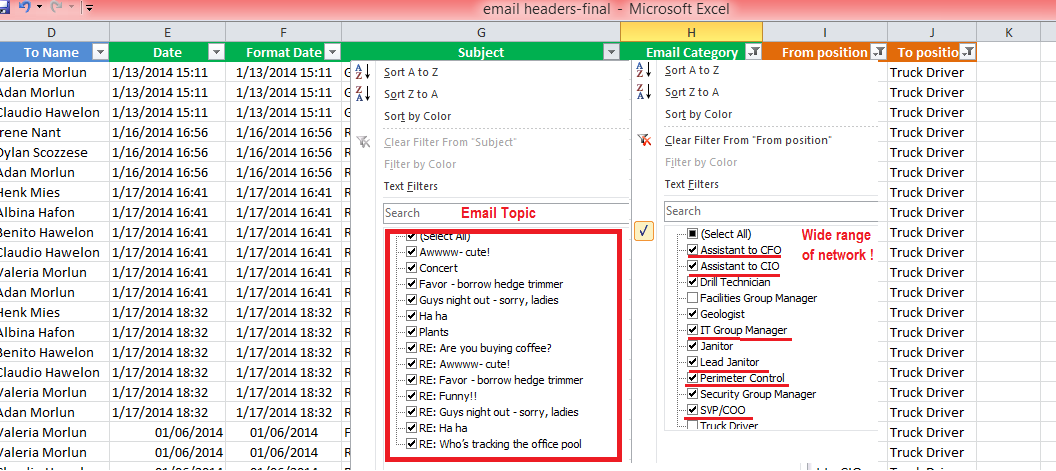 email headers-final - Microsoft Excel
D E F G H I J K L
To Name Date Format Date Subject Email Category From position To positio
Valeria Morlun 1/13/2014 15:11 1/13/2014 15:11 G Truck Driver
Adan Morlun 1/13/2014 15:11 1/13/2014 15:11 G Truck Driver
Claudio Hawelon 1/13/2014 15:11 1/13/2014 15:11 G Truck Driver
Irene Nant 1/16/2014 16:56 1/16/2014 16:56 R Truck Driver
Dylan Scozzese 1/16/2014 16:56 1/16/2014 16:56 R Truck Driver
Adan Morlun 1/16/2014 16:56 1/16/2014 16:56 R Truck Driver
Henk Mies 1/17/2014 16:41 1/17/2014 16:41 R Truck Driver
Albina Hafon 1/17/2014 16:41 1/17/2014 16:41 R Truck Driver
Benito Hawelon 1/17/2014 16:41 1/17/2014 16:41 R Truck Driver
Claudio Hawelon 1/17/2014 16:41 1/17/2014 16:41 R Truck Driver
Valeria Morlun 1/17/2014 16:41 1/17/2014 16:41 R Truck Driver
Adan Morlun 1/17/2014 16:41 1/17/2014 16:41 R Truck Driver
Henk Mies 1/17/2014 18:32 1/17/2014 18:32 R Truck Driver
Albina Hafon 1/17/2014 18:32 1/17/2014 18:32 R Truck Driver
Benito Hawelon 1/17/2014 18:32 1/17/2014 18:32 R Truck Driver
Claudio Hawelon 1/17/2014 18:32 1/17/2014 18:32 R Truck Driver
Valeria Morlun 1/17/2014 18:32 1/17/2014 18:32 R Truck Driver
Adan Morlun 1/17/2014 18:32 1/17/2014 18:32 R Truck Driver
Valeria Morlun 01/06/2014 01/06/2014 F Truck Driver
Valeria Morlun 01/06/2014 01/06/2014 R Truck Driver
Sort A to Z
Sort Z to A
Sort by Color
Clear Filter From "Subject"
Filter by Color
Text Filters
Search
Email Topic
(Select All)
Awwww- cute!
Concert
Favor - borrow hedge trimmer
Guys night out - sorry, ladies
Ha ha
Plants
RE: Are you buying coffee?
RE: Awwww- cute!
RE: Favor - borrow hedge trimmer
RE: Funny!!
RE: Guys night out - sorry, ladies
RE: Ha ha
RE: Who's tracking the office pool
Sort A to Z
Sort Z to A
Sort by Color
Clear Filter From "From position"
Filter by Color
Text Filters
Search
(Select All)
Assistant to CFO
Assistant to CIO
Drill Technician
Facilities Group Manager
Geologist
IT Group Manager
Janitor
Lead Janitor
Perimeter Control
Security Group Manager
SVP/COO
Truck Driver
Wide range
of network !